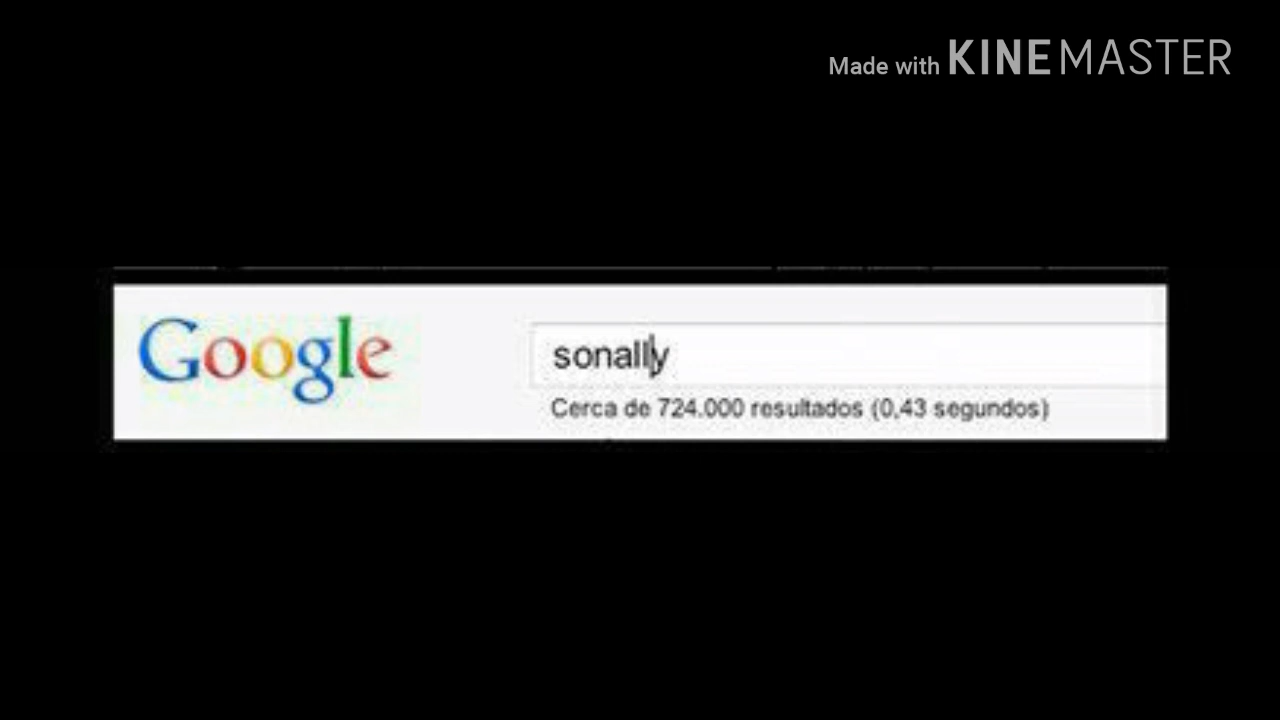 Made with KINEMASTER
Google
sonally
Cerca de 724.000 resultados (0,43 segundos)